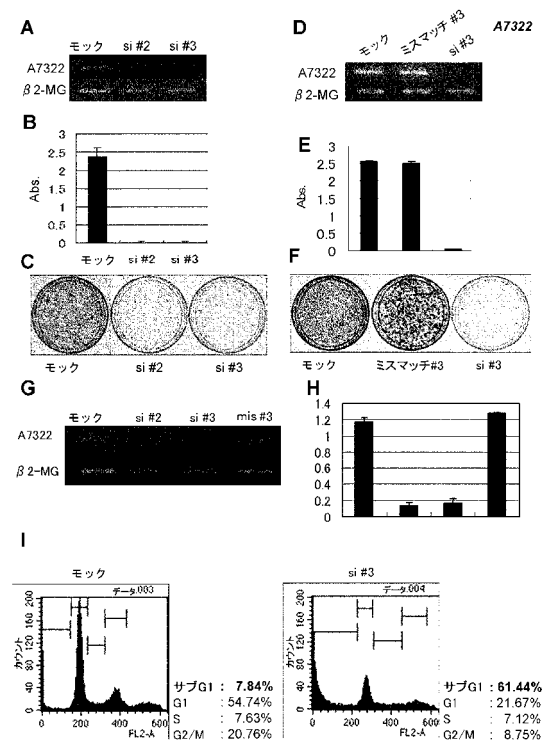 A
モック si #2 si #3
A7322
β2-MG
D
A7322
モック ミスマッチ#3 si #3
A7322
β2-MG
B
3
2.5
2
1.5
1
0.5
0
Abs.
モック si #2 si #3
E
3
2.5
2
1.5
1
0.5
0
Abs.
C
モック si #2 si #3
F
モック ミスマッチ#3 si #3
G
モック si #2 si #3 mis #3
A7322
β2-MG
H
1.4
1.2
1
0.8
0.6
0.4
0.2
0
I
モック
データ.003
カウント
200
160
120
80
40
0
0 200 400 600
FL2-A
サブG1 : 7.84%
G1 : 54.74%
S : 7.63%
G2/M : 20.76%
si #3
データ.004
カウント
200
160
120
80
40
0
0 200 400 600
FL2-A
サブG1 : 61.44%
G1 : 21.67%
S : 7.12%
G2/M : 8.75%